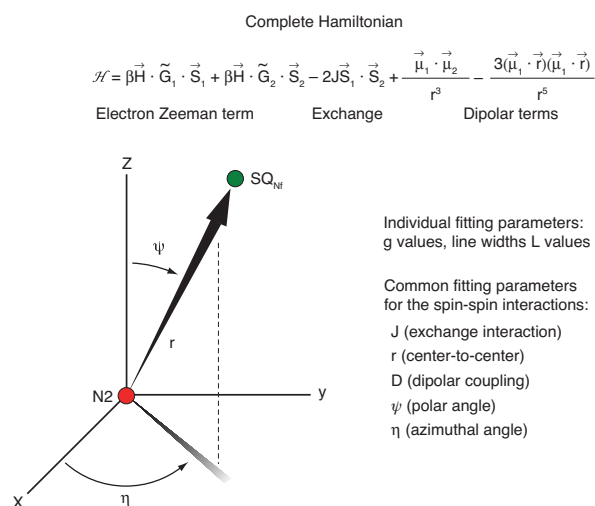 Complete Hamiltonian
ℋ = βH⃗ · G̃₁ · S⃗₁ + βH⃗ · G̃₂ · S⃗₂ – 2JS⃗₁ · S⃗₂ + μ⃗₁ · μ⃗₂ / r³ – 3(μ⃗₁ · r⃗)(μ⃗₁ · r⃗) / r⁵
Electron Zeeman term Exchange Dipolar terms
Z
SQ_Nf
ψ
Individual fitting parameters:
g values, line widths L values
Common fitting parameters
for the spin-spin interactions:
J (exchange interaction)
r
r (center-to-center)
D (dipolar coupling)
N2
y
ψ (polar angle)
η (azimuthal angle)
η
X